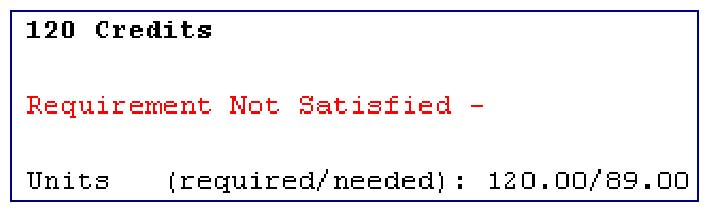 120 Credits
Requirement Not Satisfied -
Units (required/needed): 120.00/89.00